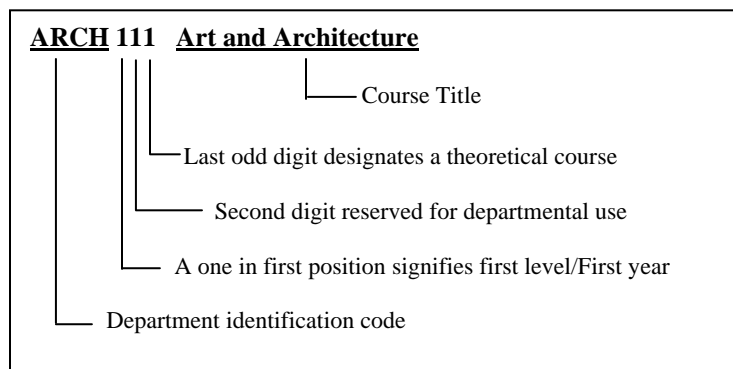 ARCH 111 Art and Architecture
Course Title
Last odd digit designates a theoretical course
Second digit reserved for departmental use
A one in first position signifies first level/First year
Department identification code